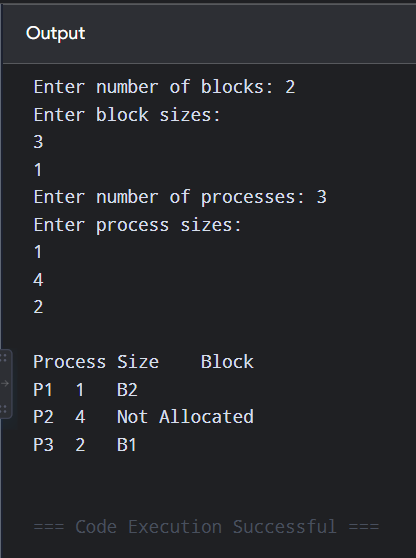 Output
Enter number of blocks: 2
Enter block sizes:
3
1
Enter number of processes: 3
Enter process sizes:
1
4
2
Process Size Block
P1 1 B2
P2 4 Not Allocated
P3 2 B1
=== Code Execution Successful ===